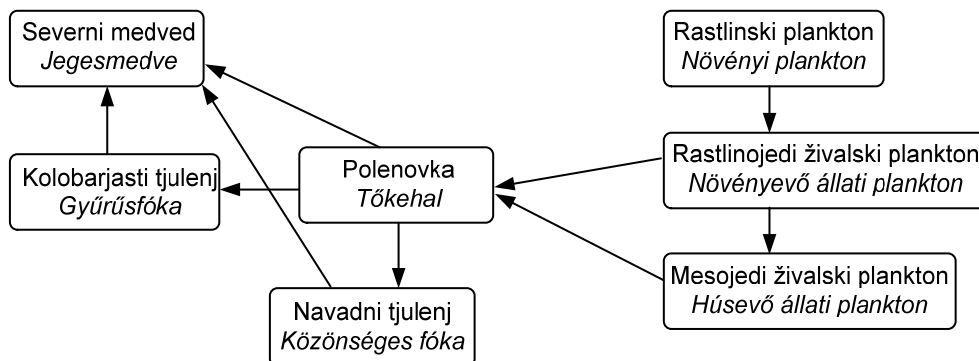 Severni medved
Jegesmedve
Rastlinski plankton
Növényi plankton
Kolobarjasti tjulenj
Gyűrűsfóka
Polenovka
Tőkehal
Rastlinojedi živalski plankton
Növényevő állati plankton
Navadni tjulenj
Közönséges fóka
Mesojedi živalski plankton
Húsevő állati plankton